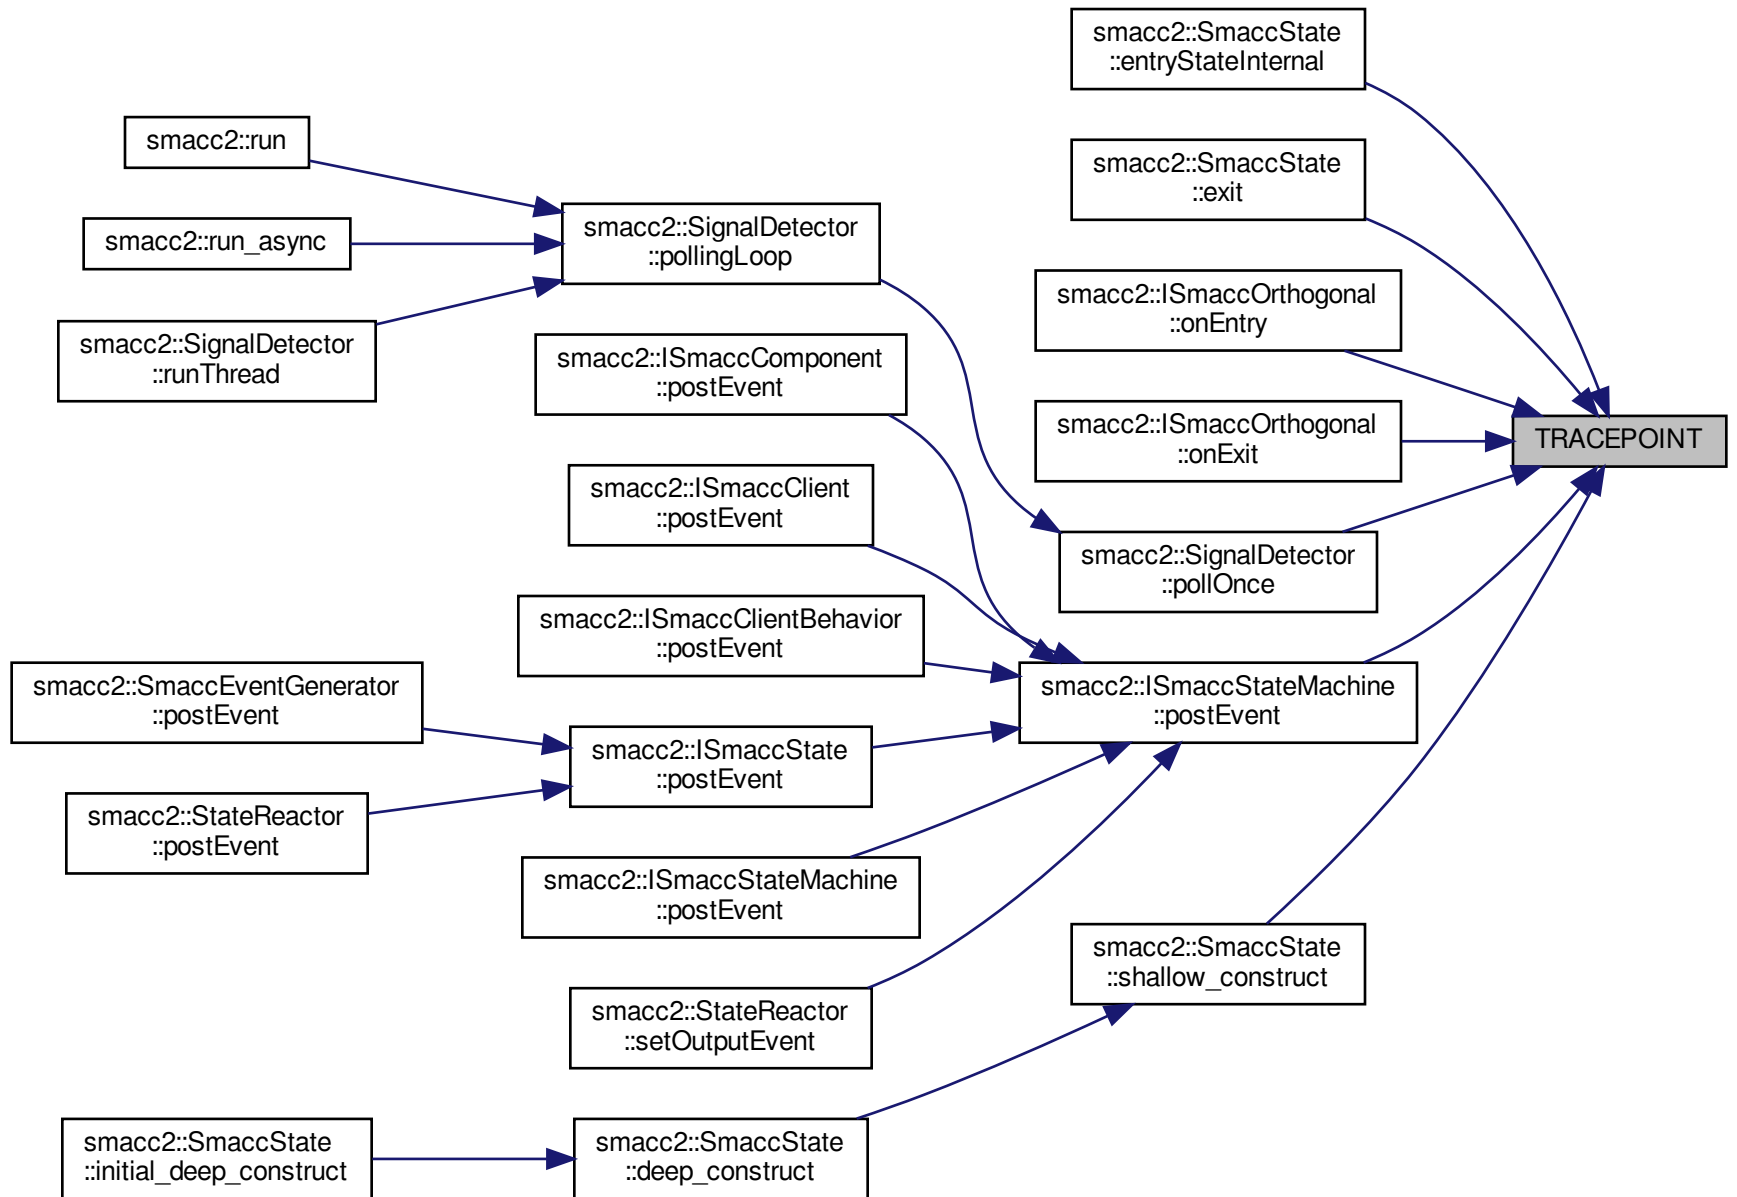 smacc2::SmaccState
::entryStateInternal
smacc2::run
smacc2::SmaccState
::exit
smacc2::run_async
smacc2::SignalDetector
::pollingLoop
smacc2::ISmaccOrthogonal
::onEntry
smacc2::SignalDetector
::runThread
smacc2::ISmaccComponent
::postEvent
smacc2::ISmaccOrthogonal
::onExit
TRACEPOINT
smacc2::ISmaccClient
::postEvent
smacc2::SignalDetector
::pollOnce
smacc2::ISmaccClientBehavior
::postEvent
smacc2::SmaccEventGenerator
::postEvent
smacc2::ISmaccStateMachine
::postEvent
smacc2::ISmaccState
::postEvent
smacc2::StateReactor
::postEvent
smacc2::ISmaccStateMachine
::postEvent
smacc2::SmaccState
::shallow_construct
smacc2::StateReactor
::setOutputEvent
smacc2::SmaccState
::initial_deep_construct
smacc2::SmaccState
::deep_construct